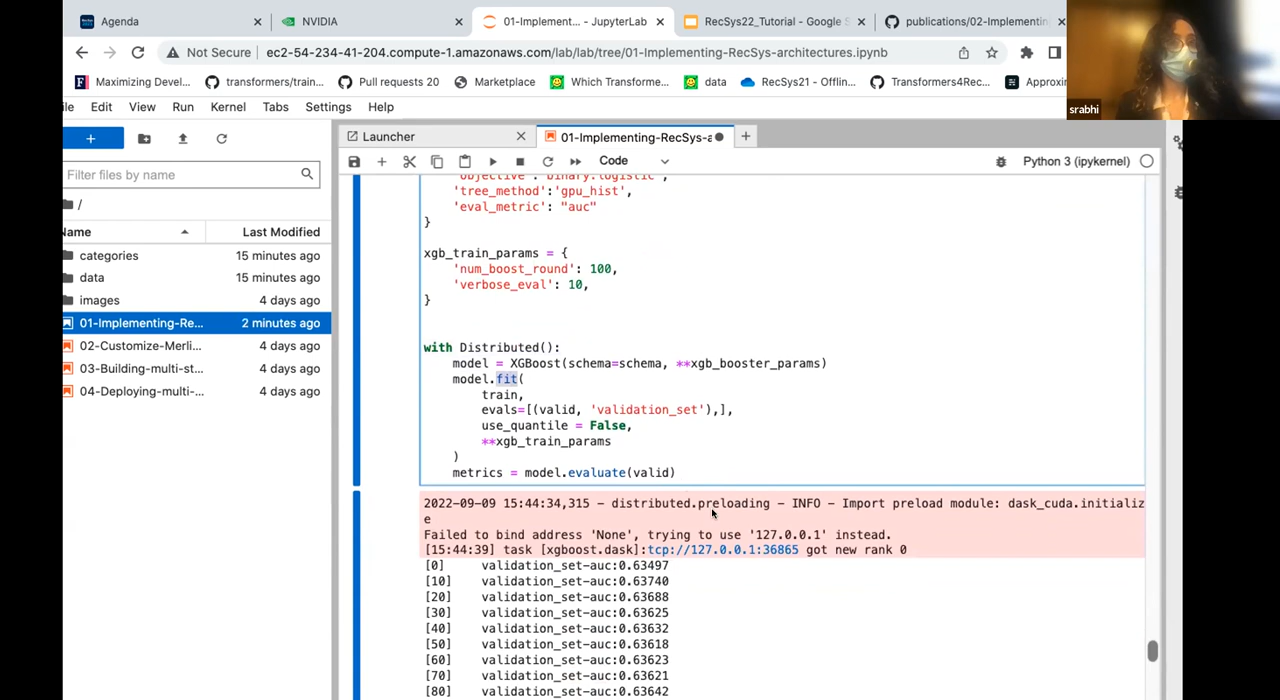 Agenda
NVIDIA
01-Implement... - JupyterLab
RecSys22_Tutorial - Google S
publications/02-Implementin
Not Secure
ec2-54-234-41-204.compute-1.amazonaws.com/lab/lab/tree/01-Implementing-RecSys-architectures.ipynb
Maximizing Devel...
transformers/train...
Pull requests 20
Marketplace
Which Transforme...
data
RecSys21 - Offlin...
Transformers4Rec...
Approxin
srabhi
ile Edit View Run Kernel Tabs Settings Help
Launcher
01-Implementing-RecSys-a
Code
Python 3 (ipykernel)
Filter files by name
/
Name
Last Modified
categories 15 minutes ago
data 15 minutes ago
images 4 days ago
01-Implementing-Re... 2 minutes ago
02-Customize-Merli... 4 days ago
03-Building-multi-st... 4 days ago
04-Deploying-multi-... 4 days ago
'objective':'binary:logistic',
'tree_method':'gpu_hist',
'eval_metric': "auc"
}
xgb_train_params = {
'num_boost_round': 100,
'verbose_eval': 10,
}
with Distributed():
model = XGBoost(schema=schema, **xgb_booster_params)
model.fit(
train,
evals=[(valid, 'validation_set'),],
use_quantile = False,
**xgb_train_params
)
metrics = model.evaluate(valid)
2022-09-09 15:44:34,315 - distributed.preloading - INFO - Import preload module: dask_cuda.initializ
e
Failed to bind address 'None', trying to use '127.0.0.1' instead.
[15:44:39] task [xgboost.dask]:tcp://127.0.0.1:36865 got new rank 0
[0] validation_set-auc:0.63497
[10] validation_set-auc:0.63740
[20] validation_set-auc:0.63688
[30] validation_set-auc:0.63625
[40] validation_set-auc:0.63632
[50] validation_set-auc:0.63618
[60] validation_set-auc:0.63623
[70] validation_set-auc:0.63621
[80] validation_set-auc:0.63642